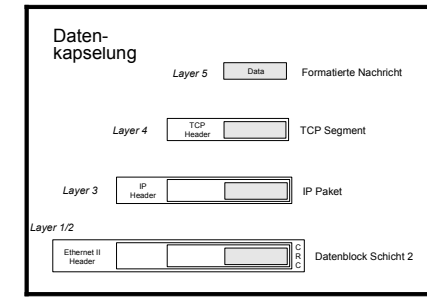 Daten-
kapselung
Layer 5 Data Formatierte Nachricht
Layer 4 TCP Header TCP Segment
Layer 3 IP Header IP Paket
Layer 1/2
Ethernet II Header CRC Datenblock Schicht 2